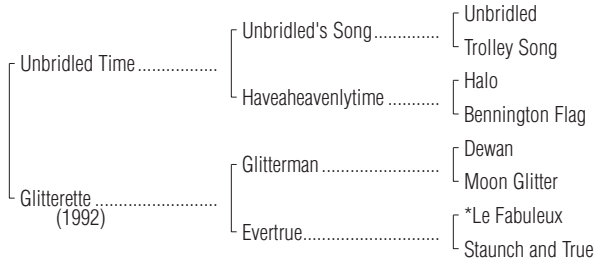 Unbridled
Unbridled's Song..............
Trolley Song
Unbridled Time.................
Halo
Haveaheavenlytime ...........
Bennington Flag
Dewan
Glitterman .........................
Moon Glitter
Glitterette ..........................
(1992)
*Le Fabuleux
Evertrue.............................
Staunch and True